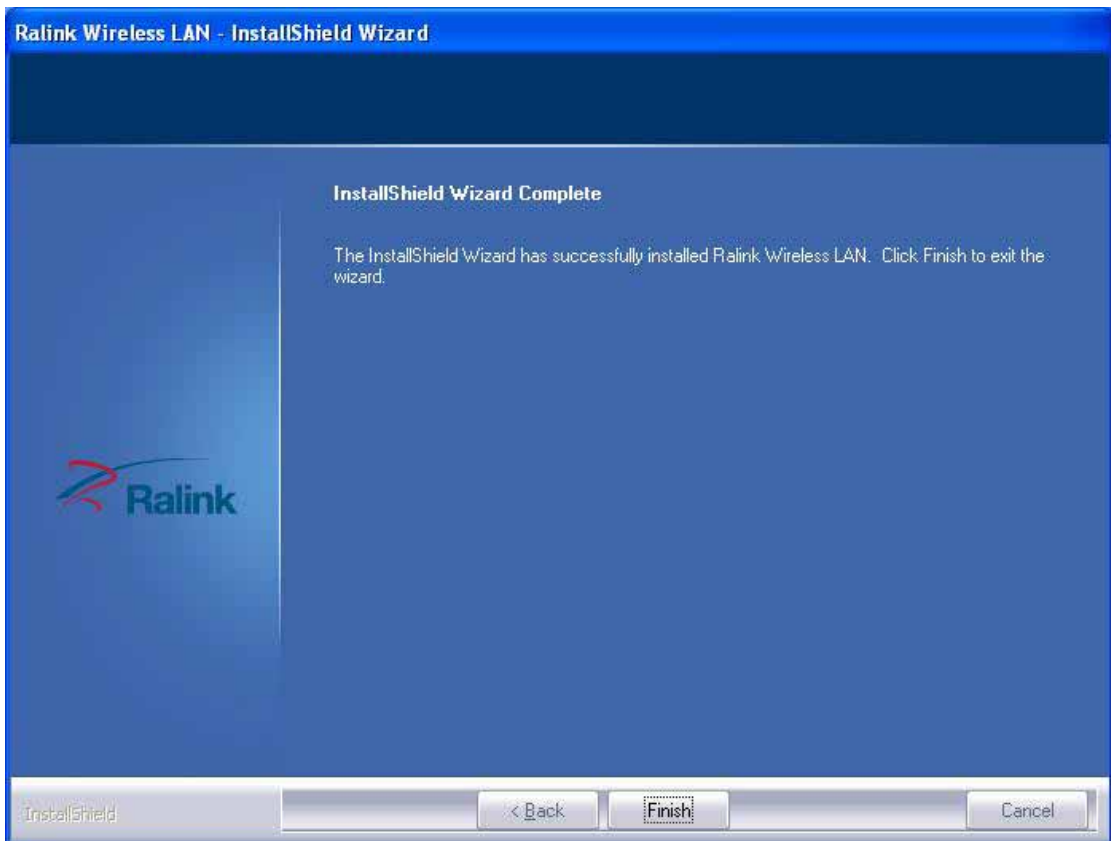 Ralink Wireless LAN - InstallShield Wizard
InstallShield Wizard Complete
The InstallShield Wizard has successfully installed Ralink Wireless LAN. Click Finish to exit the
wizard.
Ralink
InstallShield
< Back
Finish
Cancel